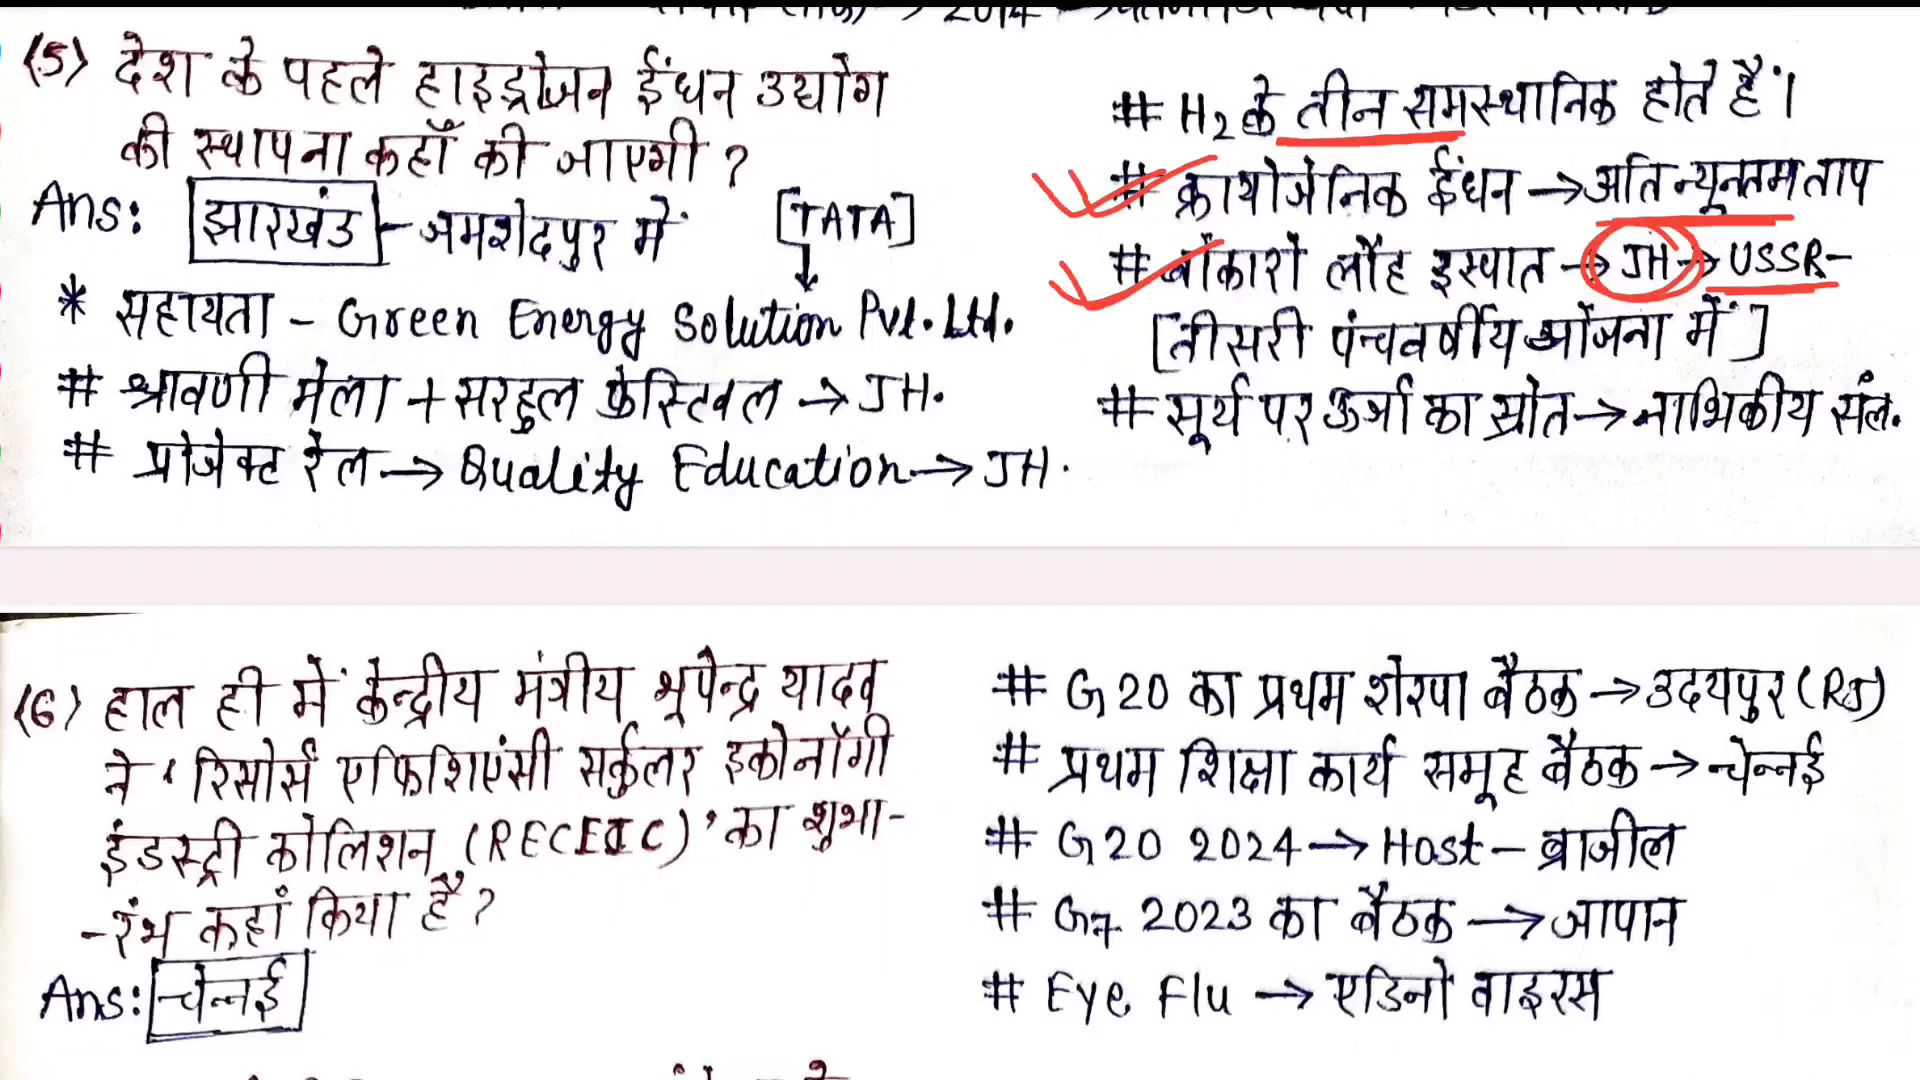 (5) देश के पहले हाइड्रोजन ईंधन उद्योग
की स्थापना कहाँ की जाएगी ?
Ans: झारखंड - जमशेदपुर में [TATA]
* सहायता - Green Energy Solution Pvt. Ltd.
# श्रावणी मेला + सरहुल फेस्टिवल → JH.
# प्रोजेक्ट रेल → Quality Education → JH.
# H2 के तीन समस्थानिक होते हैं।
# क्रायोजेनिक ईंधन → अति न्यूनतम ताप
# बोकारो लौह इस्पात → JH → USSR -
[तीसरी पंचवर्षीय योजना में]
# सूर्य पर ऊर्जा का स्रोत → नाभिकीय संल.
(6) हाल ही में केन्द्रीय मंत्रीय भूपेन्द्र यादव
ने 'रिसोर्स एफिशिएंसी सर्कुलर इकोनॉमी
इंडस्ट्री कोलिशन (RECEIC)' का शुभा-
-रंभ कहां किया है ?
Ans: चेन्नई
# G20 का प्रथम शेरपा बैठक → उदयपुर (RJ)
# प्रथम शिक्षा कार्य समूह बैठक → चेन्नई
# G20 2024 → Host - ब्राजील
# G7 2023 का बैठक → जापान
# Eye Flu → एडिनो वाइरस